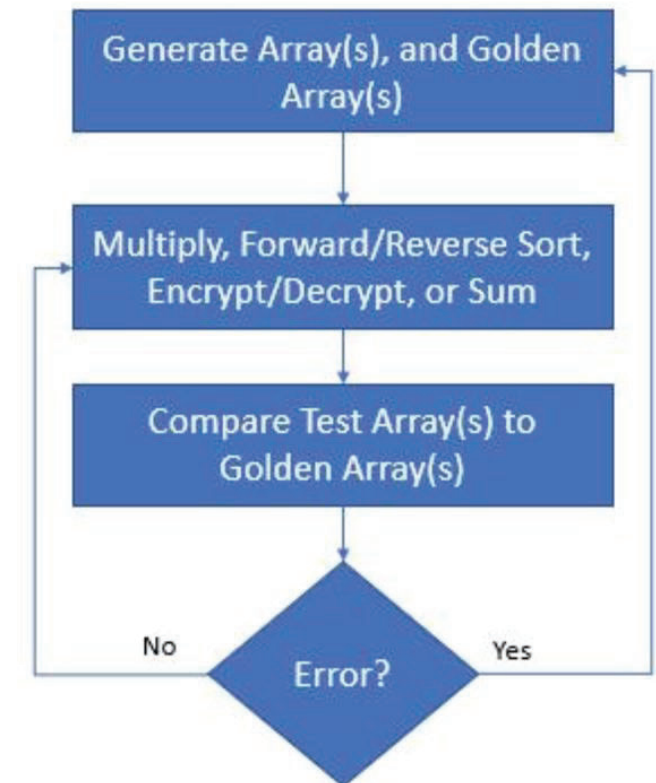 Generate Array(s), and Golden
Array(s)
Multiply, Forward/Reverse Sort,
Encrypt/Decrypt, or Sum
Compare Test Array(s) to
Golden Array(s)
No
Yes
Error?